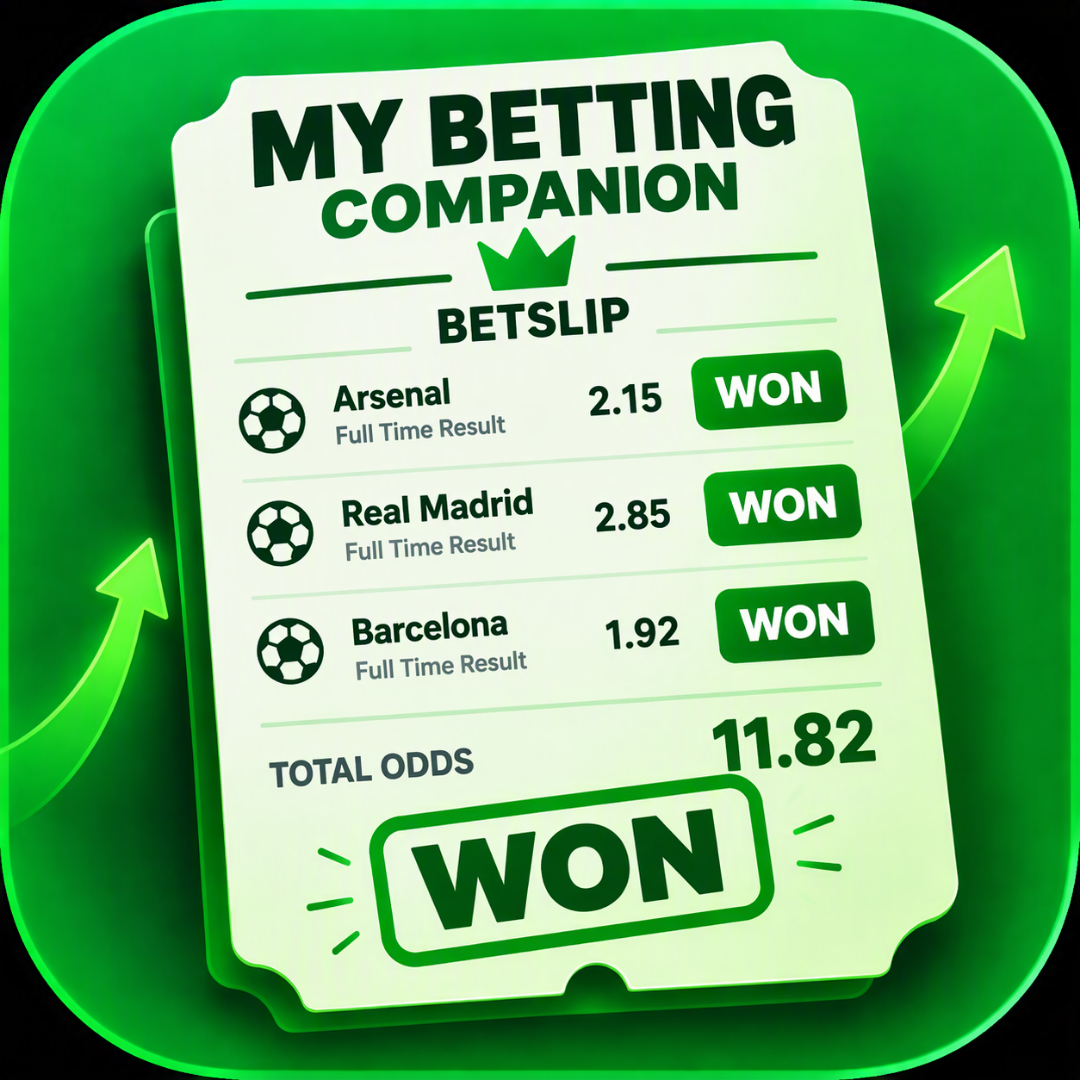 MY BETTING
COMPANION
BETSLIP
Arsenal 2.15 WON
Full Time Result
Real Madrid 2.85 WON
Full Time Result
Barcelona 1.92 WON
Full Time Result
TOTAL ODDS 11.82
WON